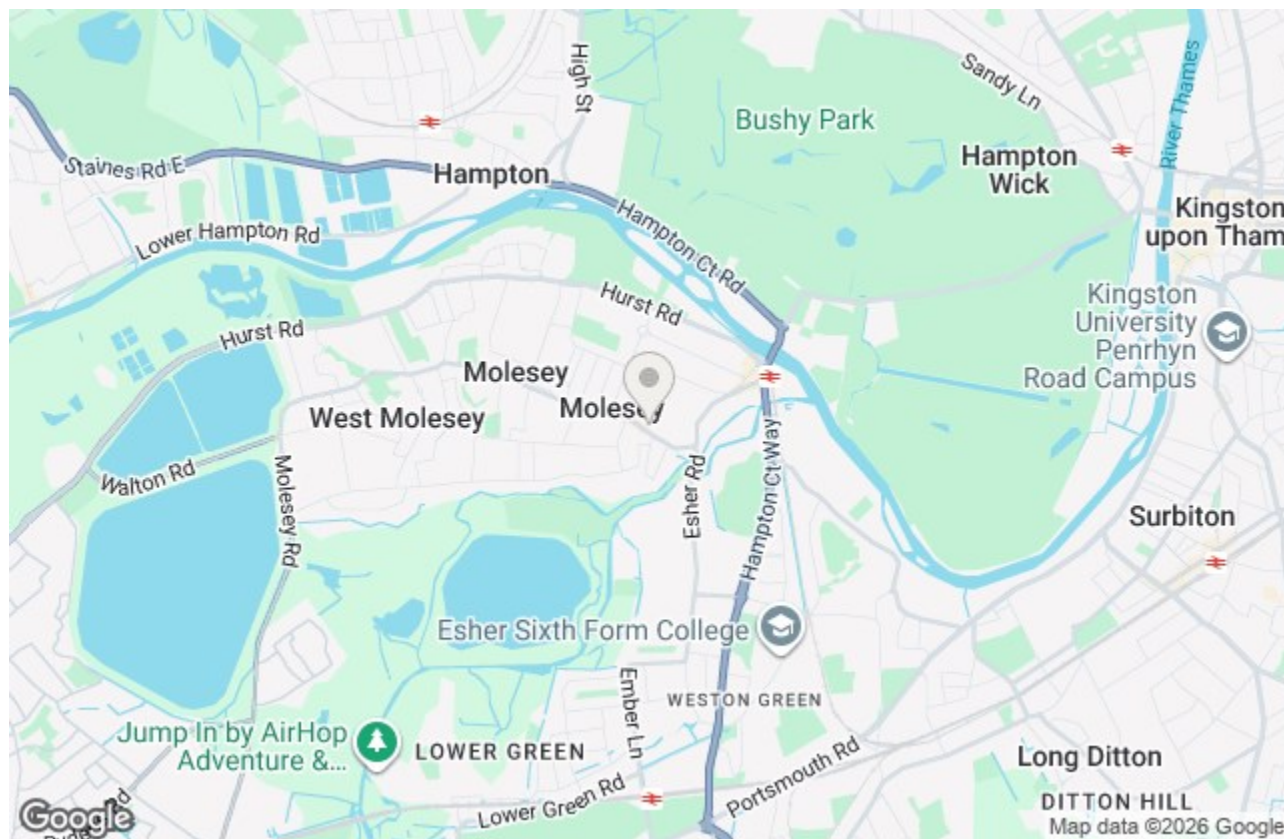 High St
Sandy Ln
River Thames
Bushy Park
Hampton
Wick
Staines Rd E
Hampton
Kingston
upon Tham
Lower Hampton Rd
Hampton Ct Rd
Hurst Rd
Hurst Rd
Kingston
University
Penrhyn
Road Campus
Molesey
Molesey
West Molesey
Walton Rd
Molesey Rd
Esher Rd
Hampton Ct Way
Surbiton
Esher Sixth Form College
Ember Ln
WESTON GREEN
Jump In by AirHop
Adventure &...
LOWER GREEN
Portsmouth Rd
Long Ditton
Lower Green Rd
DITTON HILL
Google
Map data ©2026 Google